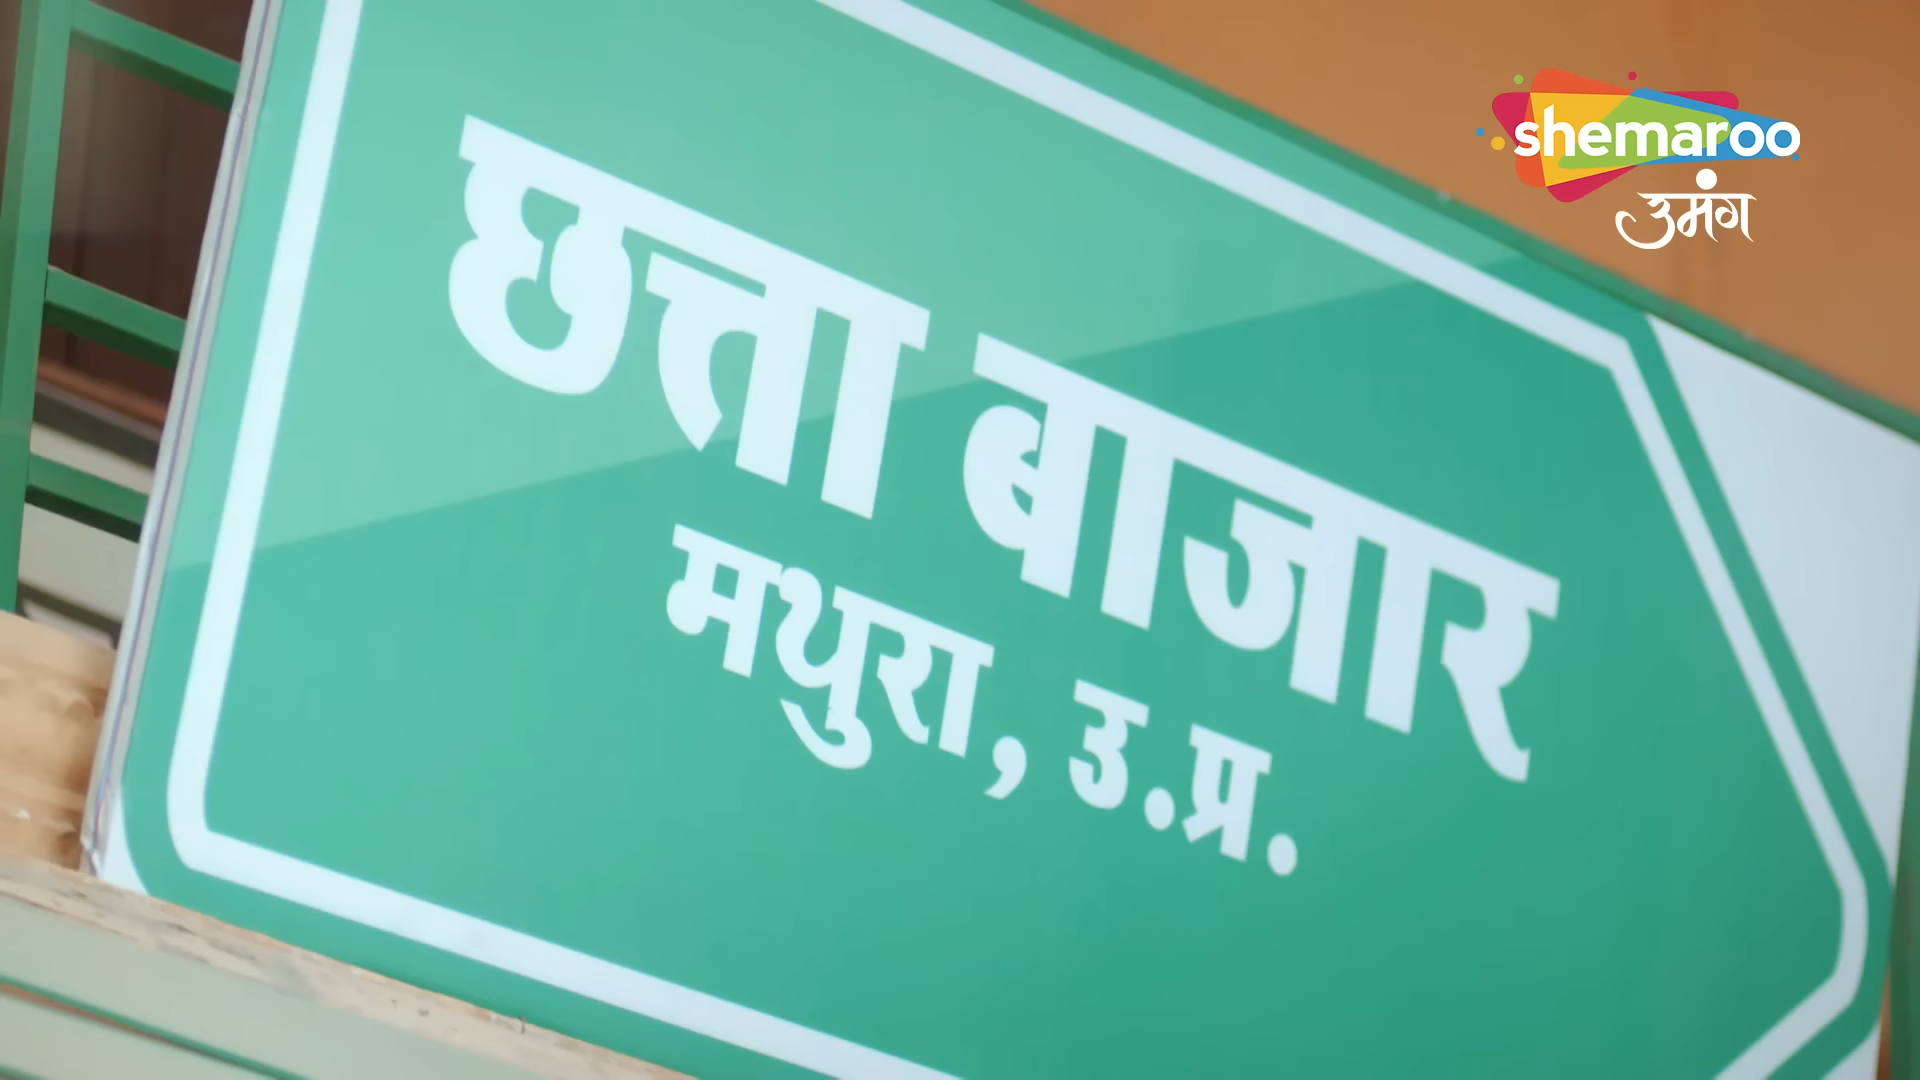 छत्ता बाजार
मथुरा, उ.प्र.
shemaroo
उमंग